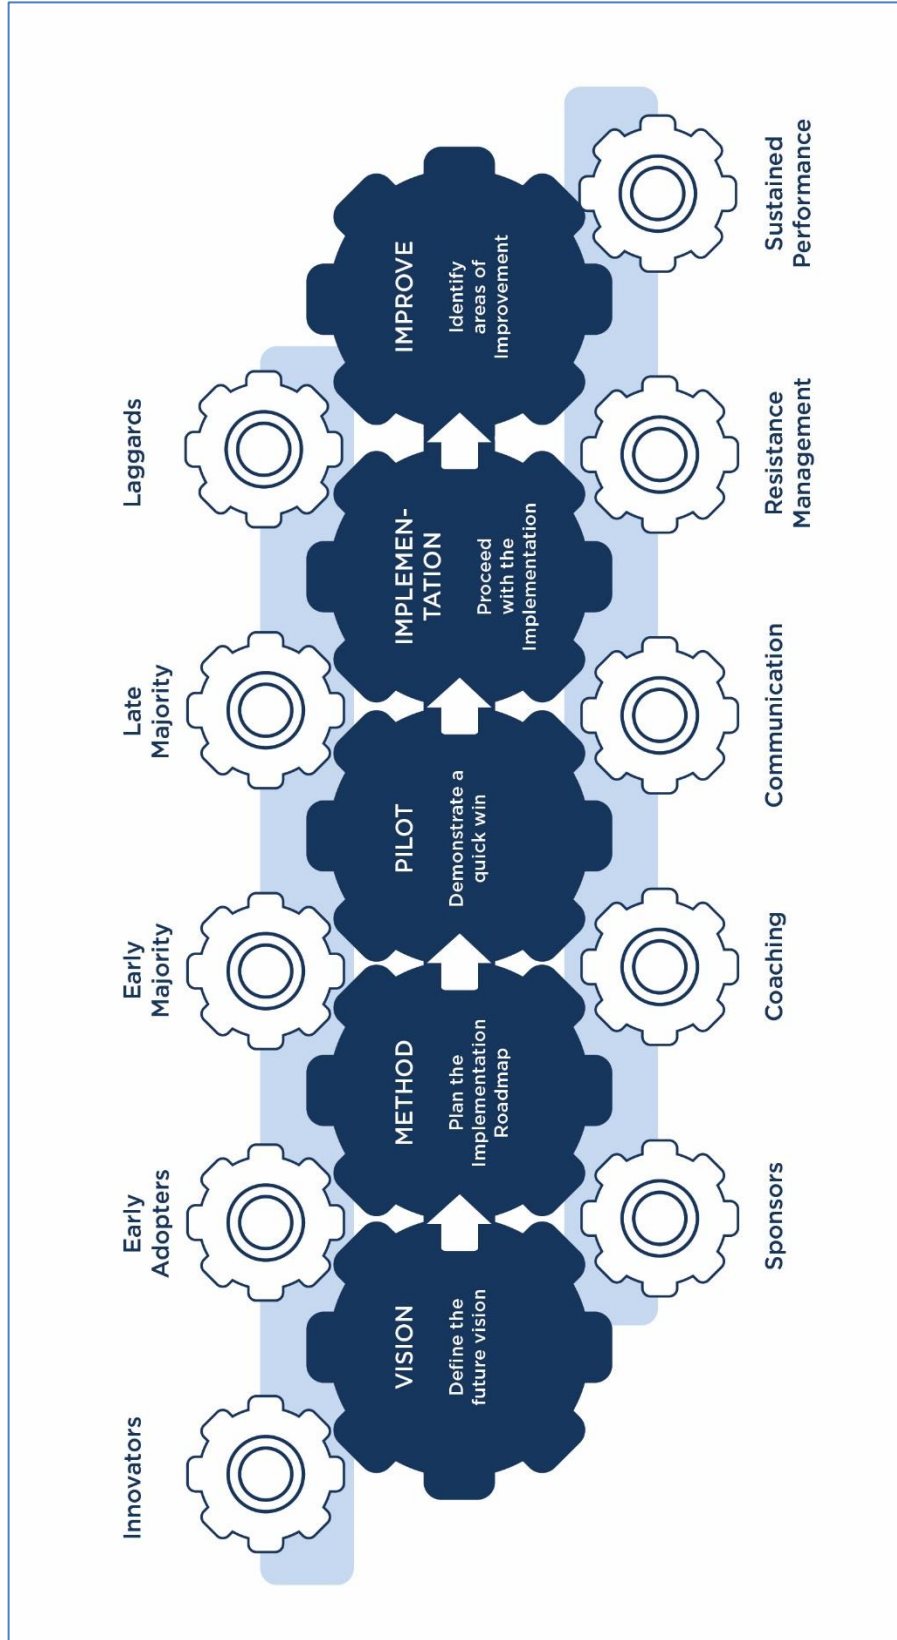 Innovators
Early
Adopters
Early
Majority
Late
Majority
Laggards
VISION
Define the
future vision
METHOD
Plan the
Implementation
Roadmap
PILOT
Demonstrate a
quick win
IMPLEMEN-
TATION
Proceed
with the
Implementation
IMPROVE
Identify
areas of
Improvement
Sponsors
Coaching
Communication
Resistance
Management
Sustained
Performance